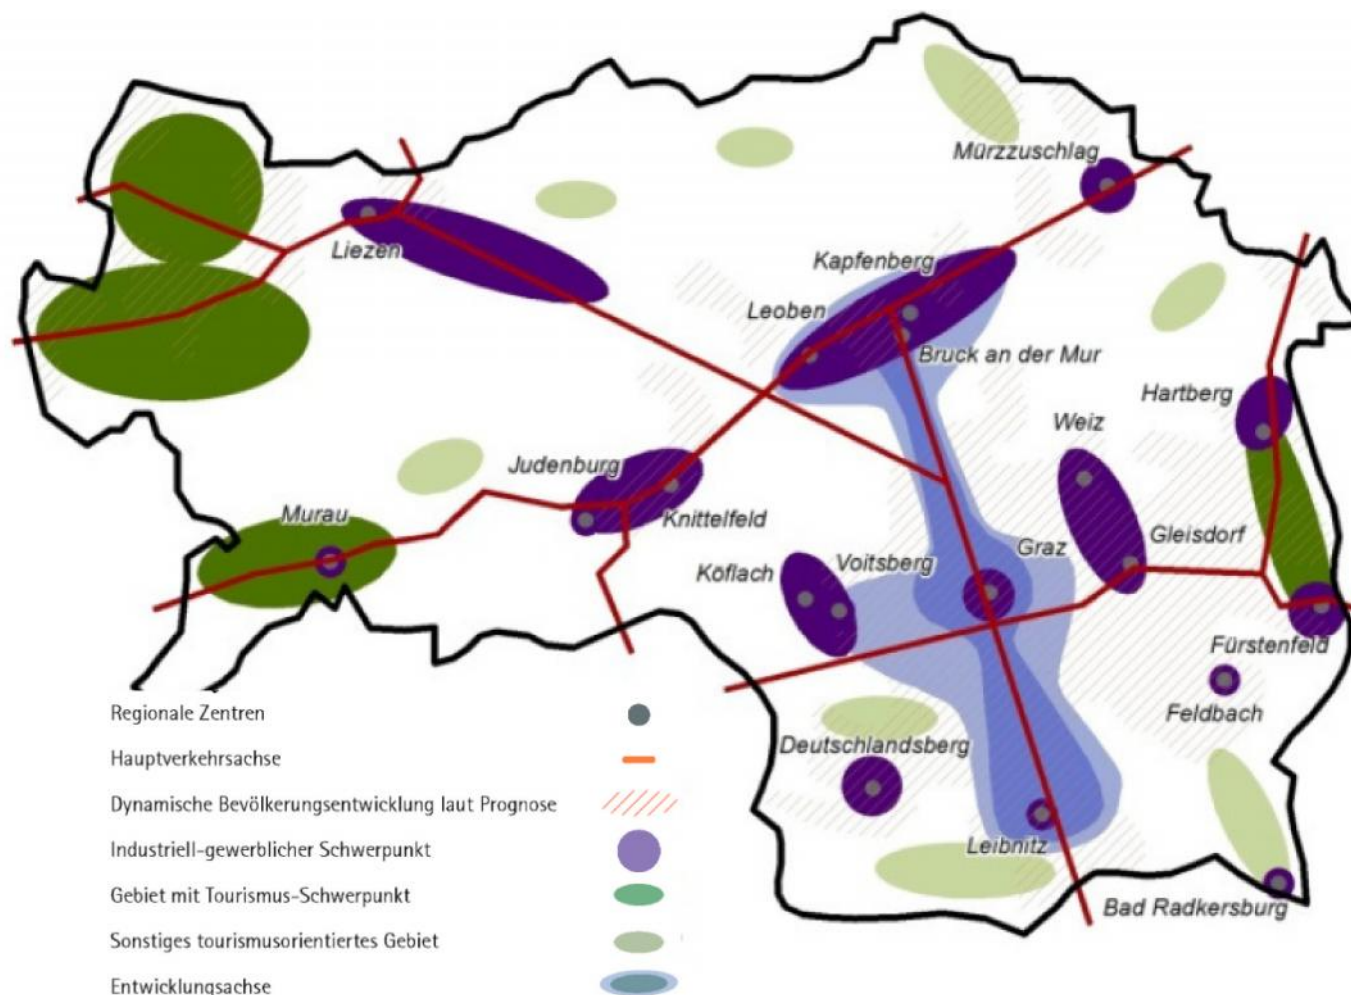 Mürzzuschlag
Kapfenberg
Liezen
Leoben
Bruck an der Mur
Hartberg
Weiz
Judenburg
Murau
Knittelfeld
Gleisdorf
Graz
Voitsberg
Köflach
Fürstenfeld
Feldbach
Deutschlandsberg
Leibnitz
Bad Radkersburg
Regionale Zentren
Hauptverkehrsachse
Dynamische Bevölkerungsentwicklung laut Prognose
Industriell-gewerblicher Schwerpunkt
Gebiet mit Tourismus-Schwerpunkt
Sonstiges tourismusorientiertes Gebiet
Entwicklungsachse